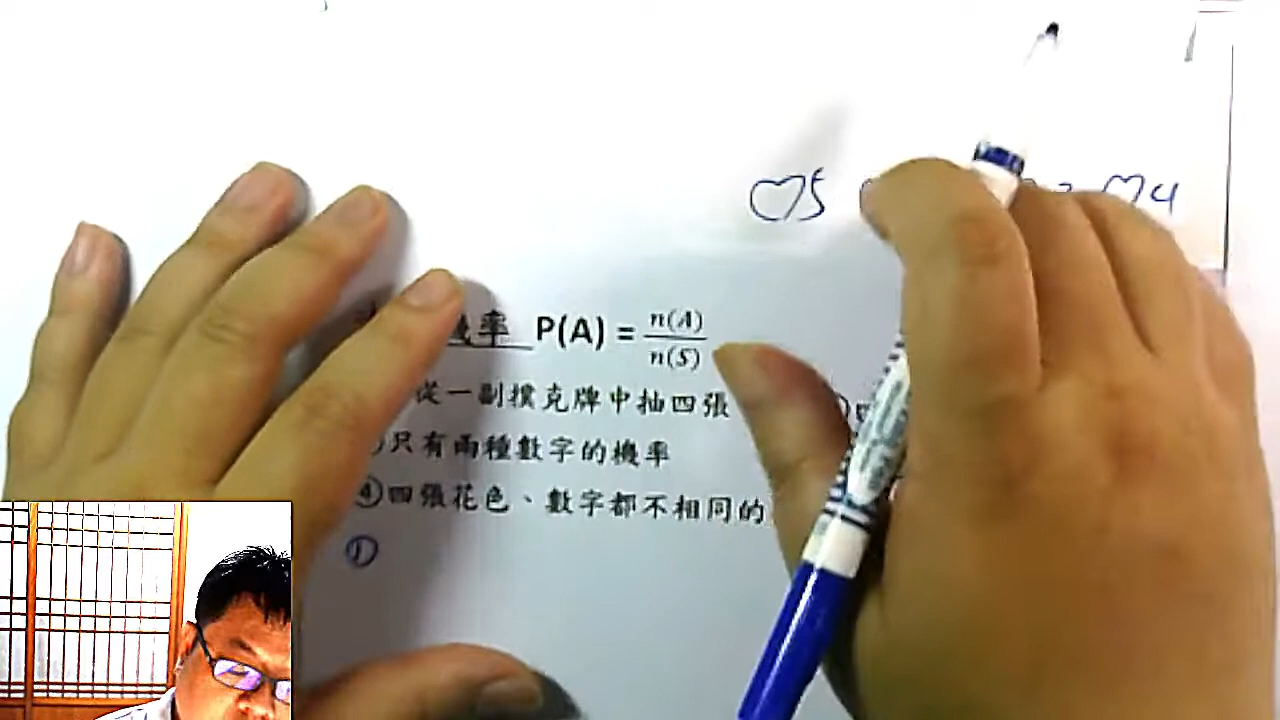 ♡5 ♡4
機率 P(A) = n(A)/n(S)
從一副撲克牌中抽四張
只有兩種數字的機率
④四張花色、數字都不相同的
①